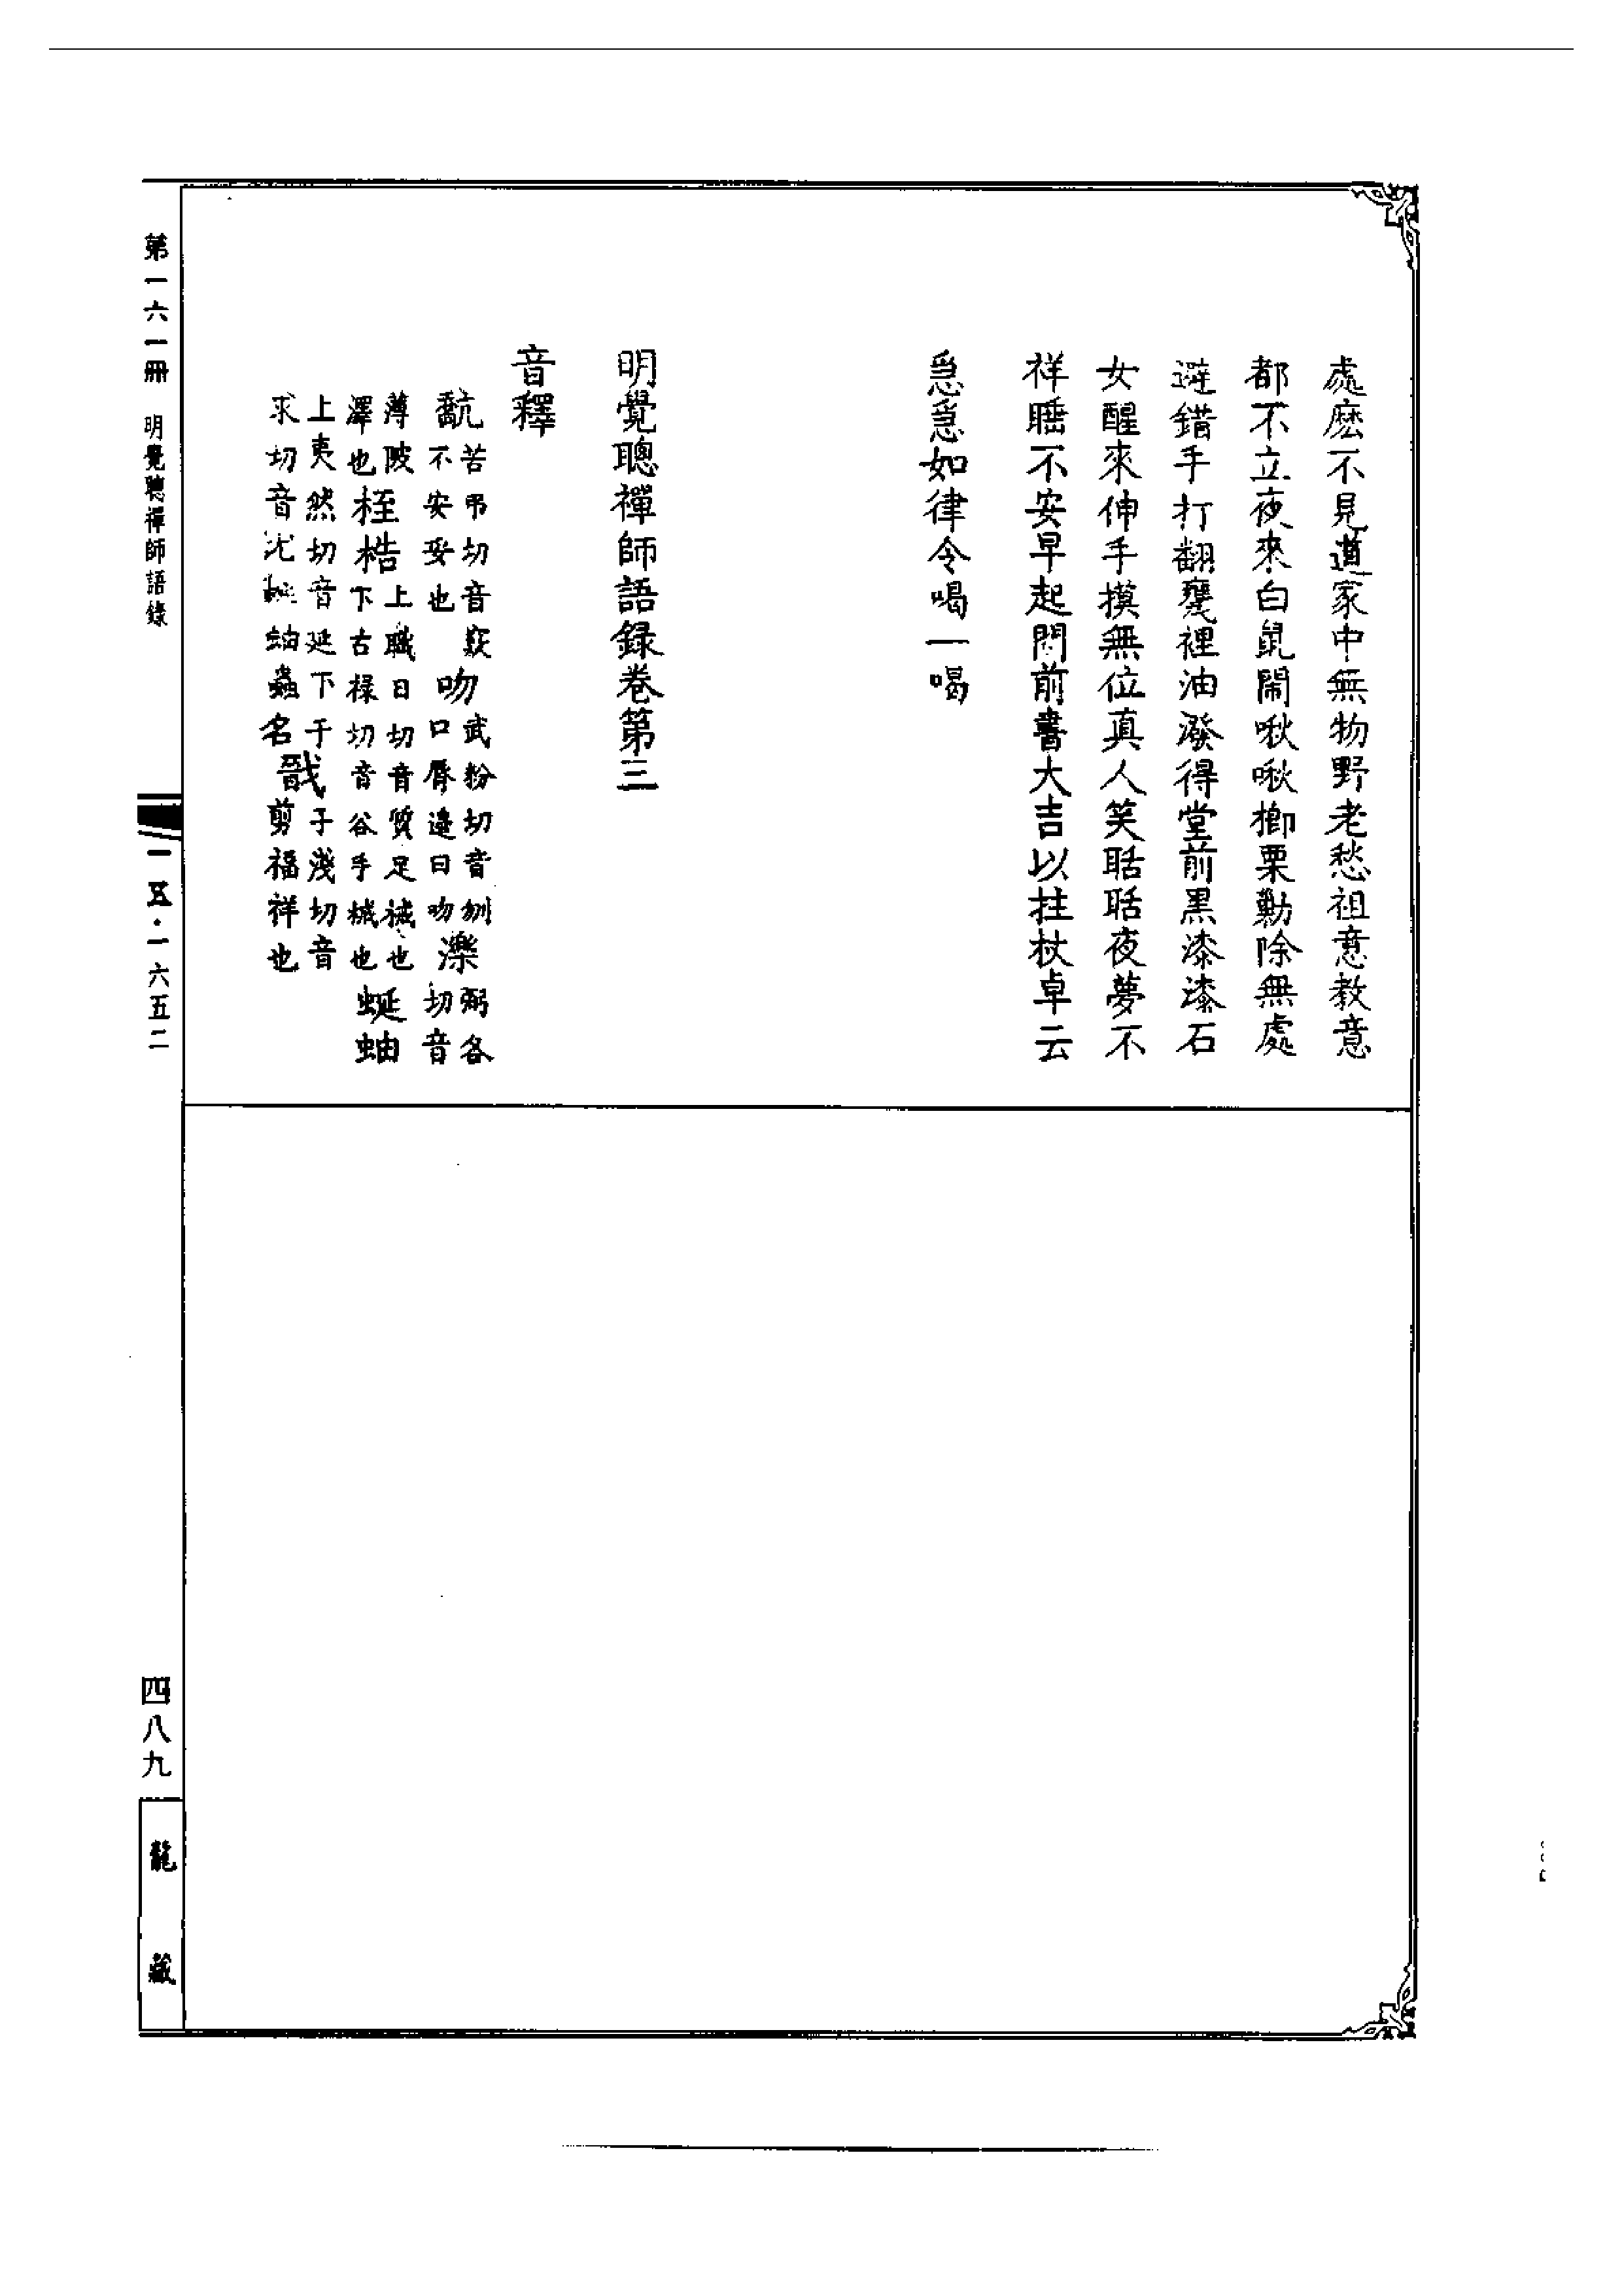 處麽不見道家中無物野老愁祖意教意
都不立夜來白鼠鬧啾啾榔栗勦除無處
避錯手打翻甕裡油潑得堂前黑漆漆石
女醒來伸手摸無位真人笑聒聒夜夢不
祥睡不安早起門前書大吉以拄杖卓云
急急如律令喝一喝
明覺聰禪師語録卷第三
音釋
䯨苦弔切音竅
不安妥也
吻武粉切音刎
口脣邊曰吻
濼弼各切音
薄陂
澤也
桎梏上職日切音質足械也
下古祿切音谷手械也
蜒蚰
上夷然切音延下于
求切音尤蜒蚰蟲名
戩子淺切音
剪福祥也
第一六一冊 明覺聰禪師語錄
一五·一六五二
四八九
龍藏